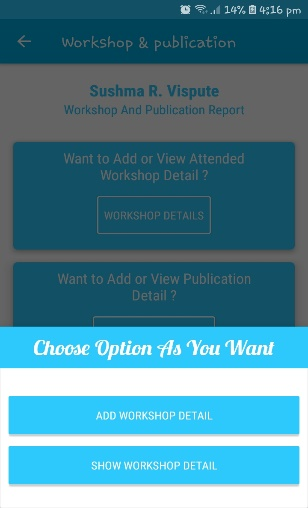 14% 4:16 pm
Workshop & publication
Sushma R. Vispute
Workshop And Publication Report
Want to Add or View Attended
Workshop Detail ?
WORKSHOP DETAILS
Want to Add or View Publication
Detail ?
Choose Option As You Want
ADD WORKSHOP DETAIL
SHOW WORKSHOP DETAIL